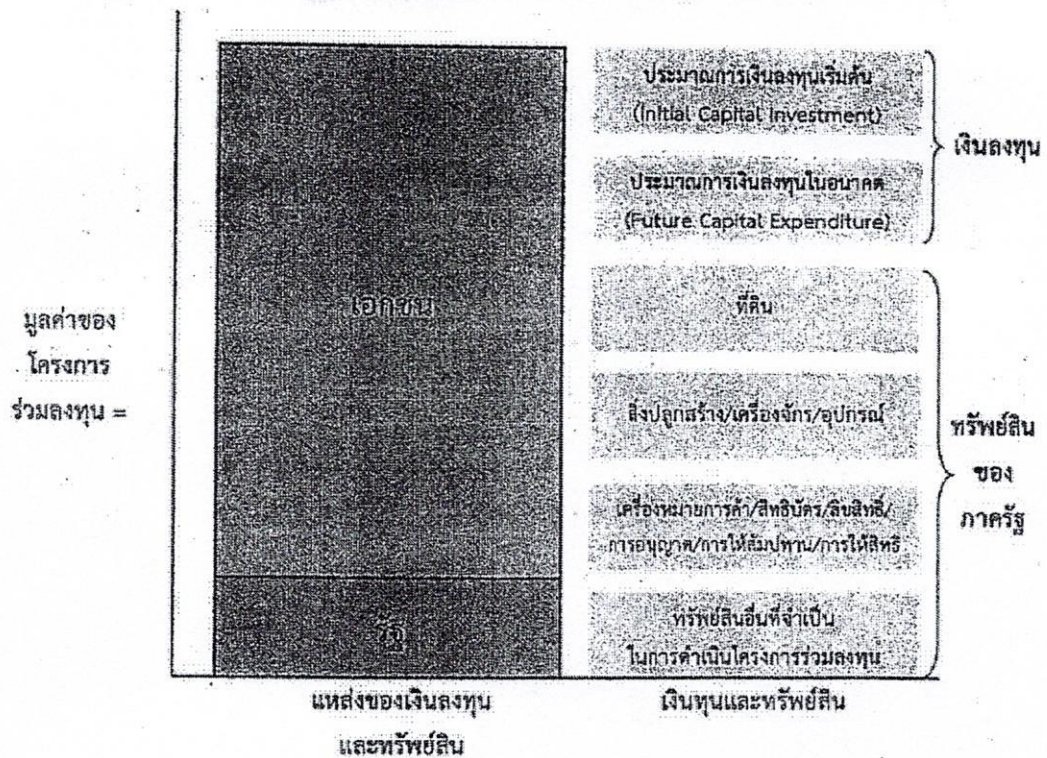 มูลค่าของ
โครงการ
ร่วมลงทุน =
เอกชน
รัฐ
แหล่งของเงินลงทุน
และทรัพย์สิน
ประมาณการเงินลงทุนเริ่มต้น
(Initial Capital Investment)
ประมาณการเงินลงทุนในอนาคต
(Future Capital Expenditure)
ที่ดิน
สิ่งปลูกสร้าง/เครื่องจักร/อุปกรณ์
เครื่องหมายการค้า/สิทธิบัตร/ลิขสิทธิ์/
การอนุญาต/การให้สัมปทาน/การให้สิทธิ
ทรัพย์สินอื่นที่จำเป็น
ในการดำเนินโครงการร่วมลงทุน
เงินทุนและทรัพย์สิน
เงินลงทุน
ทรัพย์สิน
ของ
ภาครัฐ